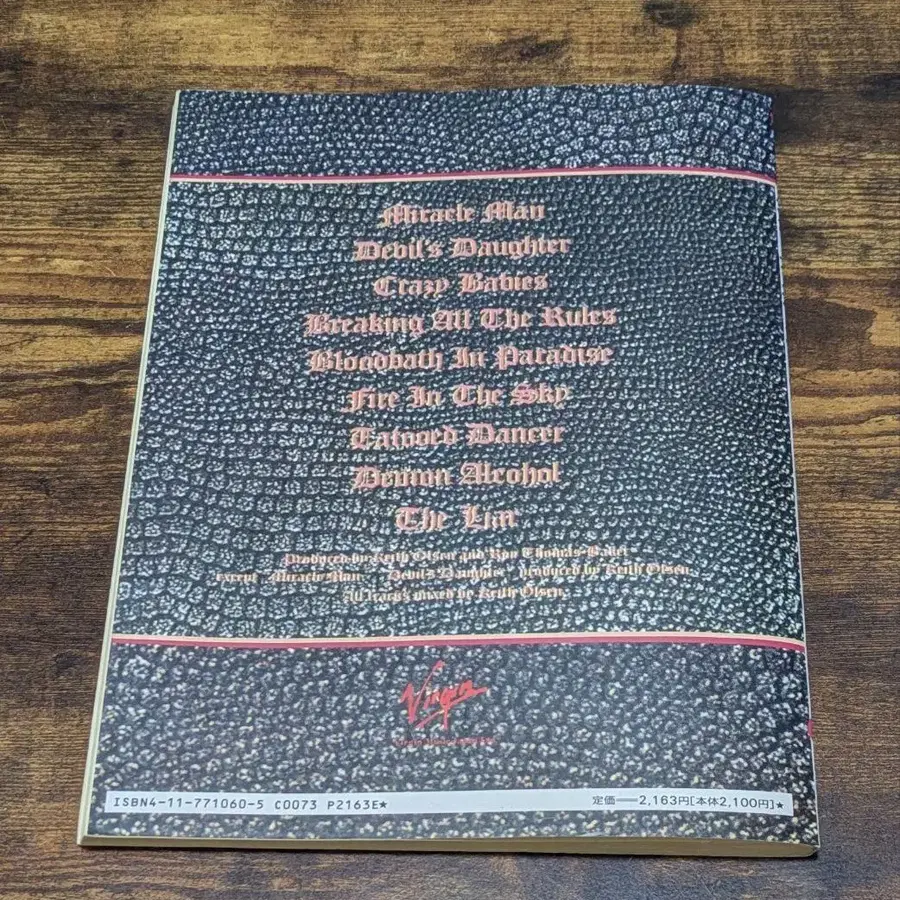 Miracle Man
Devil's Daughter
Crazy Babies
Breaking All The Rules
Bloodbath In Paradise
Fire In The Sky
Tatooed Dancer
Demon Alcohol
The Liar
produced by Keith Olsen and Roy Thomas-Baker
except Miracle Man Devil's Daughter produced by Keith Olsen
All tracks mixed by Keith Olsen
Virgin
ISBN4-11-771060-5 C0073 P2163E★
定価━━2,163円[本体2,100円]★